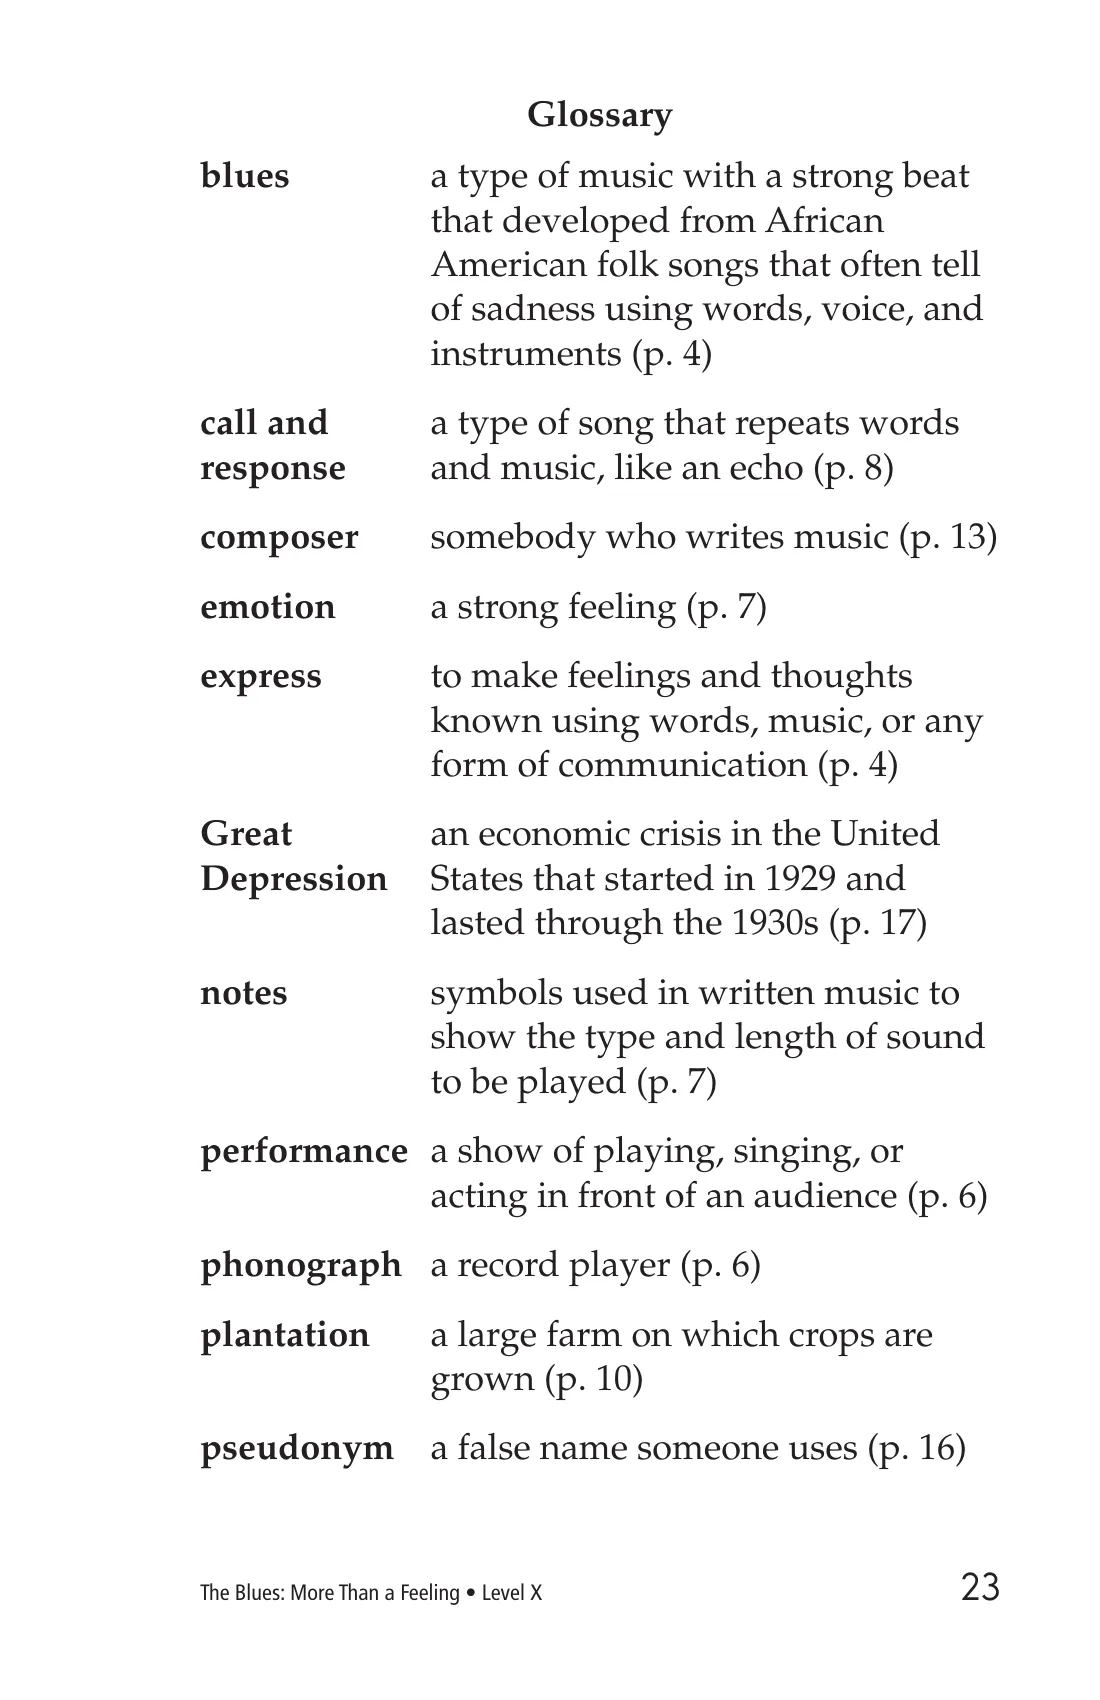 Glossary
blues a type of music with a strong beat
that developed from African
American folk songs that often tell
of sadness using words, voice, and
instruments (p. 4)
call and a type of song that repeats words
response and music, like an echo (p. 8)
composer somebody who writes music (p. 13)
emotion a strong feeling (p. 7)
express to make feelings and thoughts
known using words, music, or any
form of communication (p. 4)
Great an economic crisis in the United
Depression States that started in 1929 and
lasted through the 1930s (p. 17)
notes symbols used in written music to
show the type and length of sound
to be played (p. 7)
performance a show of playing, singing, or
acting in front of an audience (p. 6)
phonograph a record player (p. 6)
plantation a large farm on which crops are
grown (p. 10)
pseudonym a false name someone uses (p. 16)
The Blues: More Than a Feeling • Level X 23